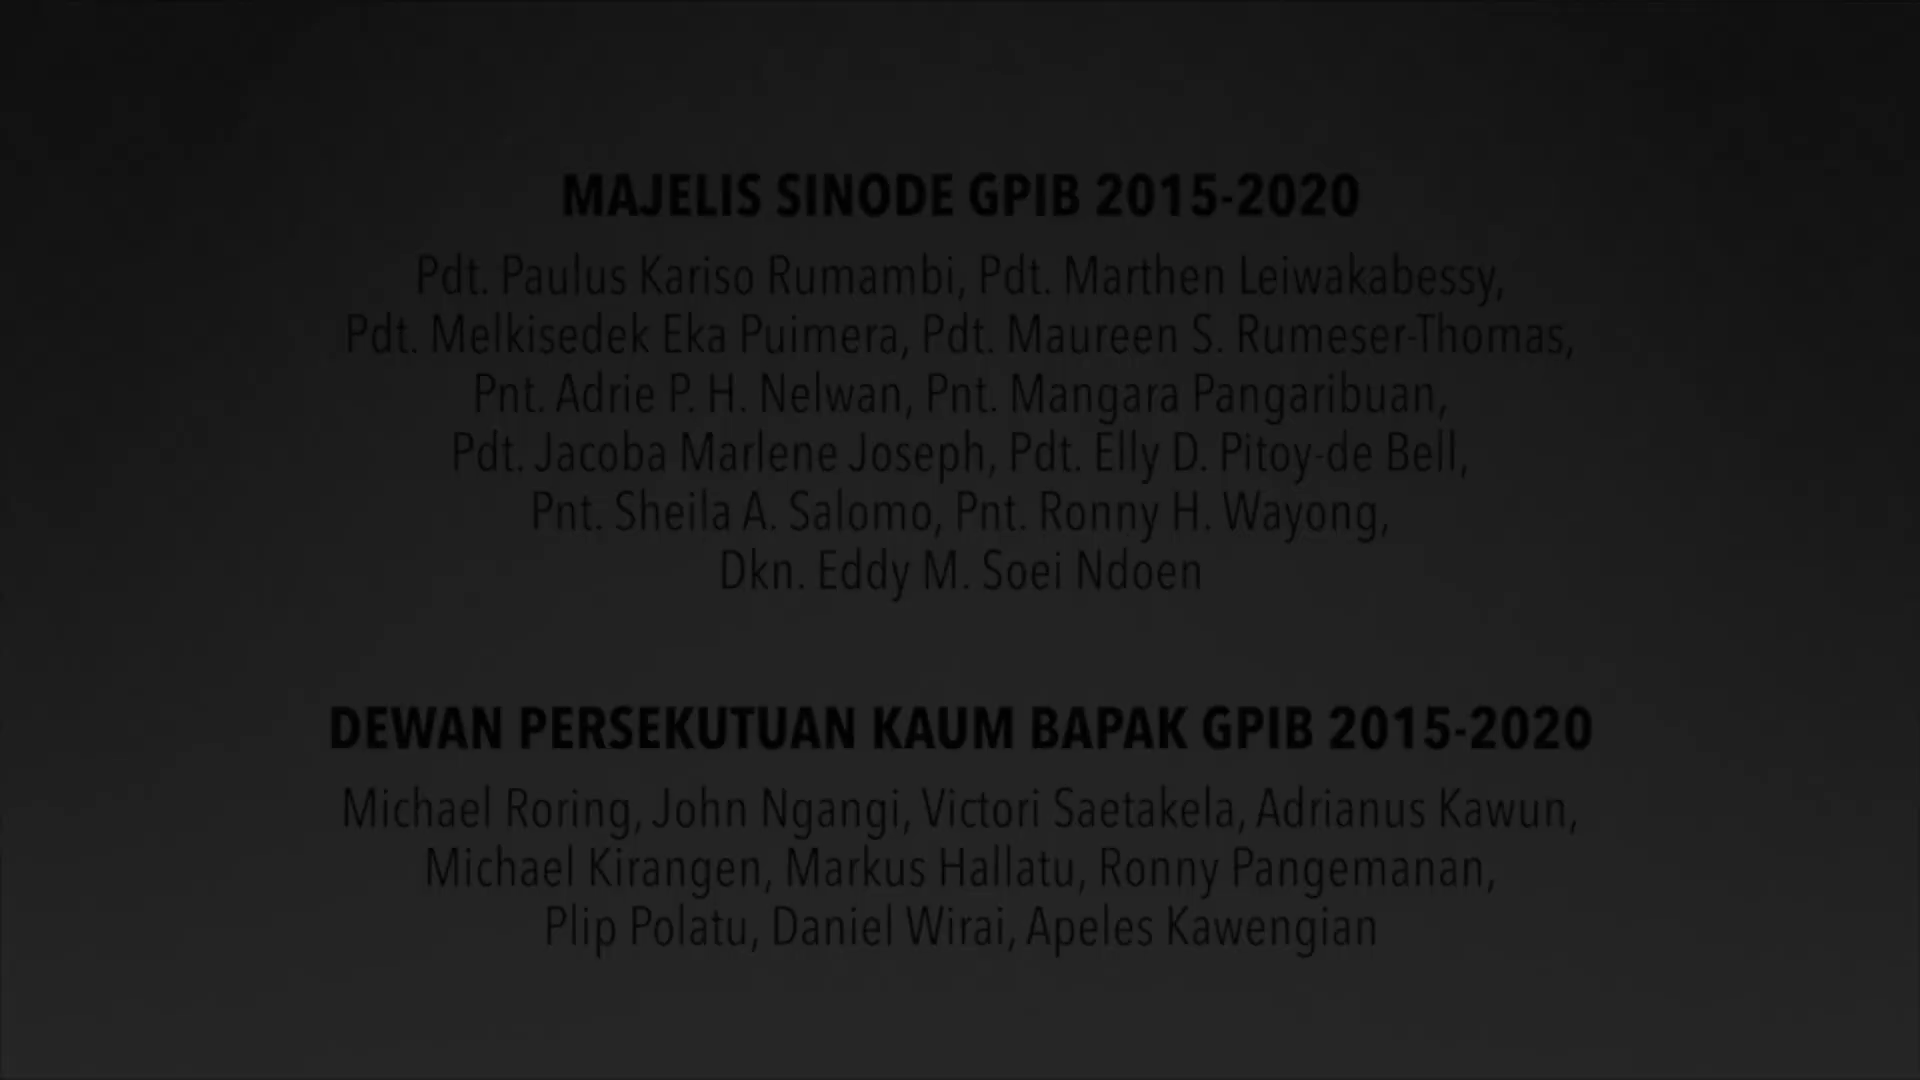 MAJELIS SINODE GPIB 2015-2020
Pdt. Paulus Kariso Rumambi, Pdt. Marthen Leiwakabessy,
Pdt. Melkisedek Eka Puimera, Pdt. Maureen S. Rumeser-Thomas,
Pnt. Adrie P. H. Nelwan, Pnt. Mangara Pangaribuan,
Pdt. Jacoba Marlene Joseph, Pdt. Elly D. Pitoy-de Bell,
Pnt. Sheila A. Salomo, Pnt. Ronny H. Wayong,
Dkn. Eddy M. Soei Ndoen
DEWAN PERSEKUTUAN KAUM BAPAK GPIB 2015-2020
Michael Roring, John Ngangi, Victori Saetakela, Adrianus Kawun,
Michael Kirangen, Markus Hallatu, Ronny Pangemanan,
Plip Polatu, Daniel Wirai, Apeles Kawengian